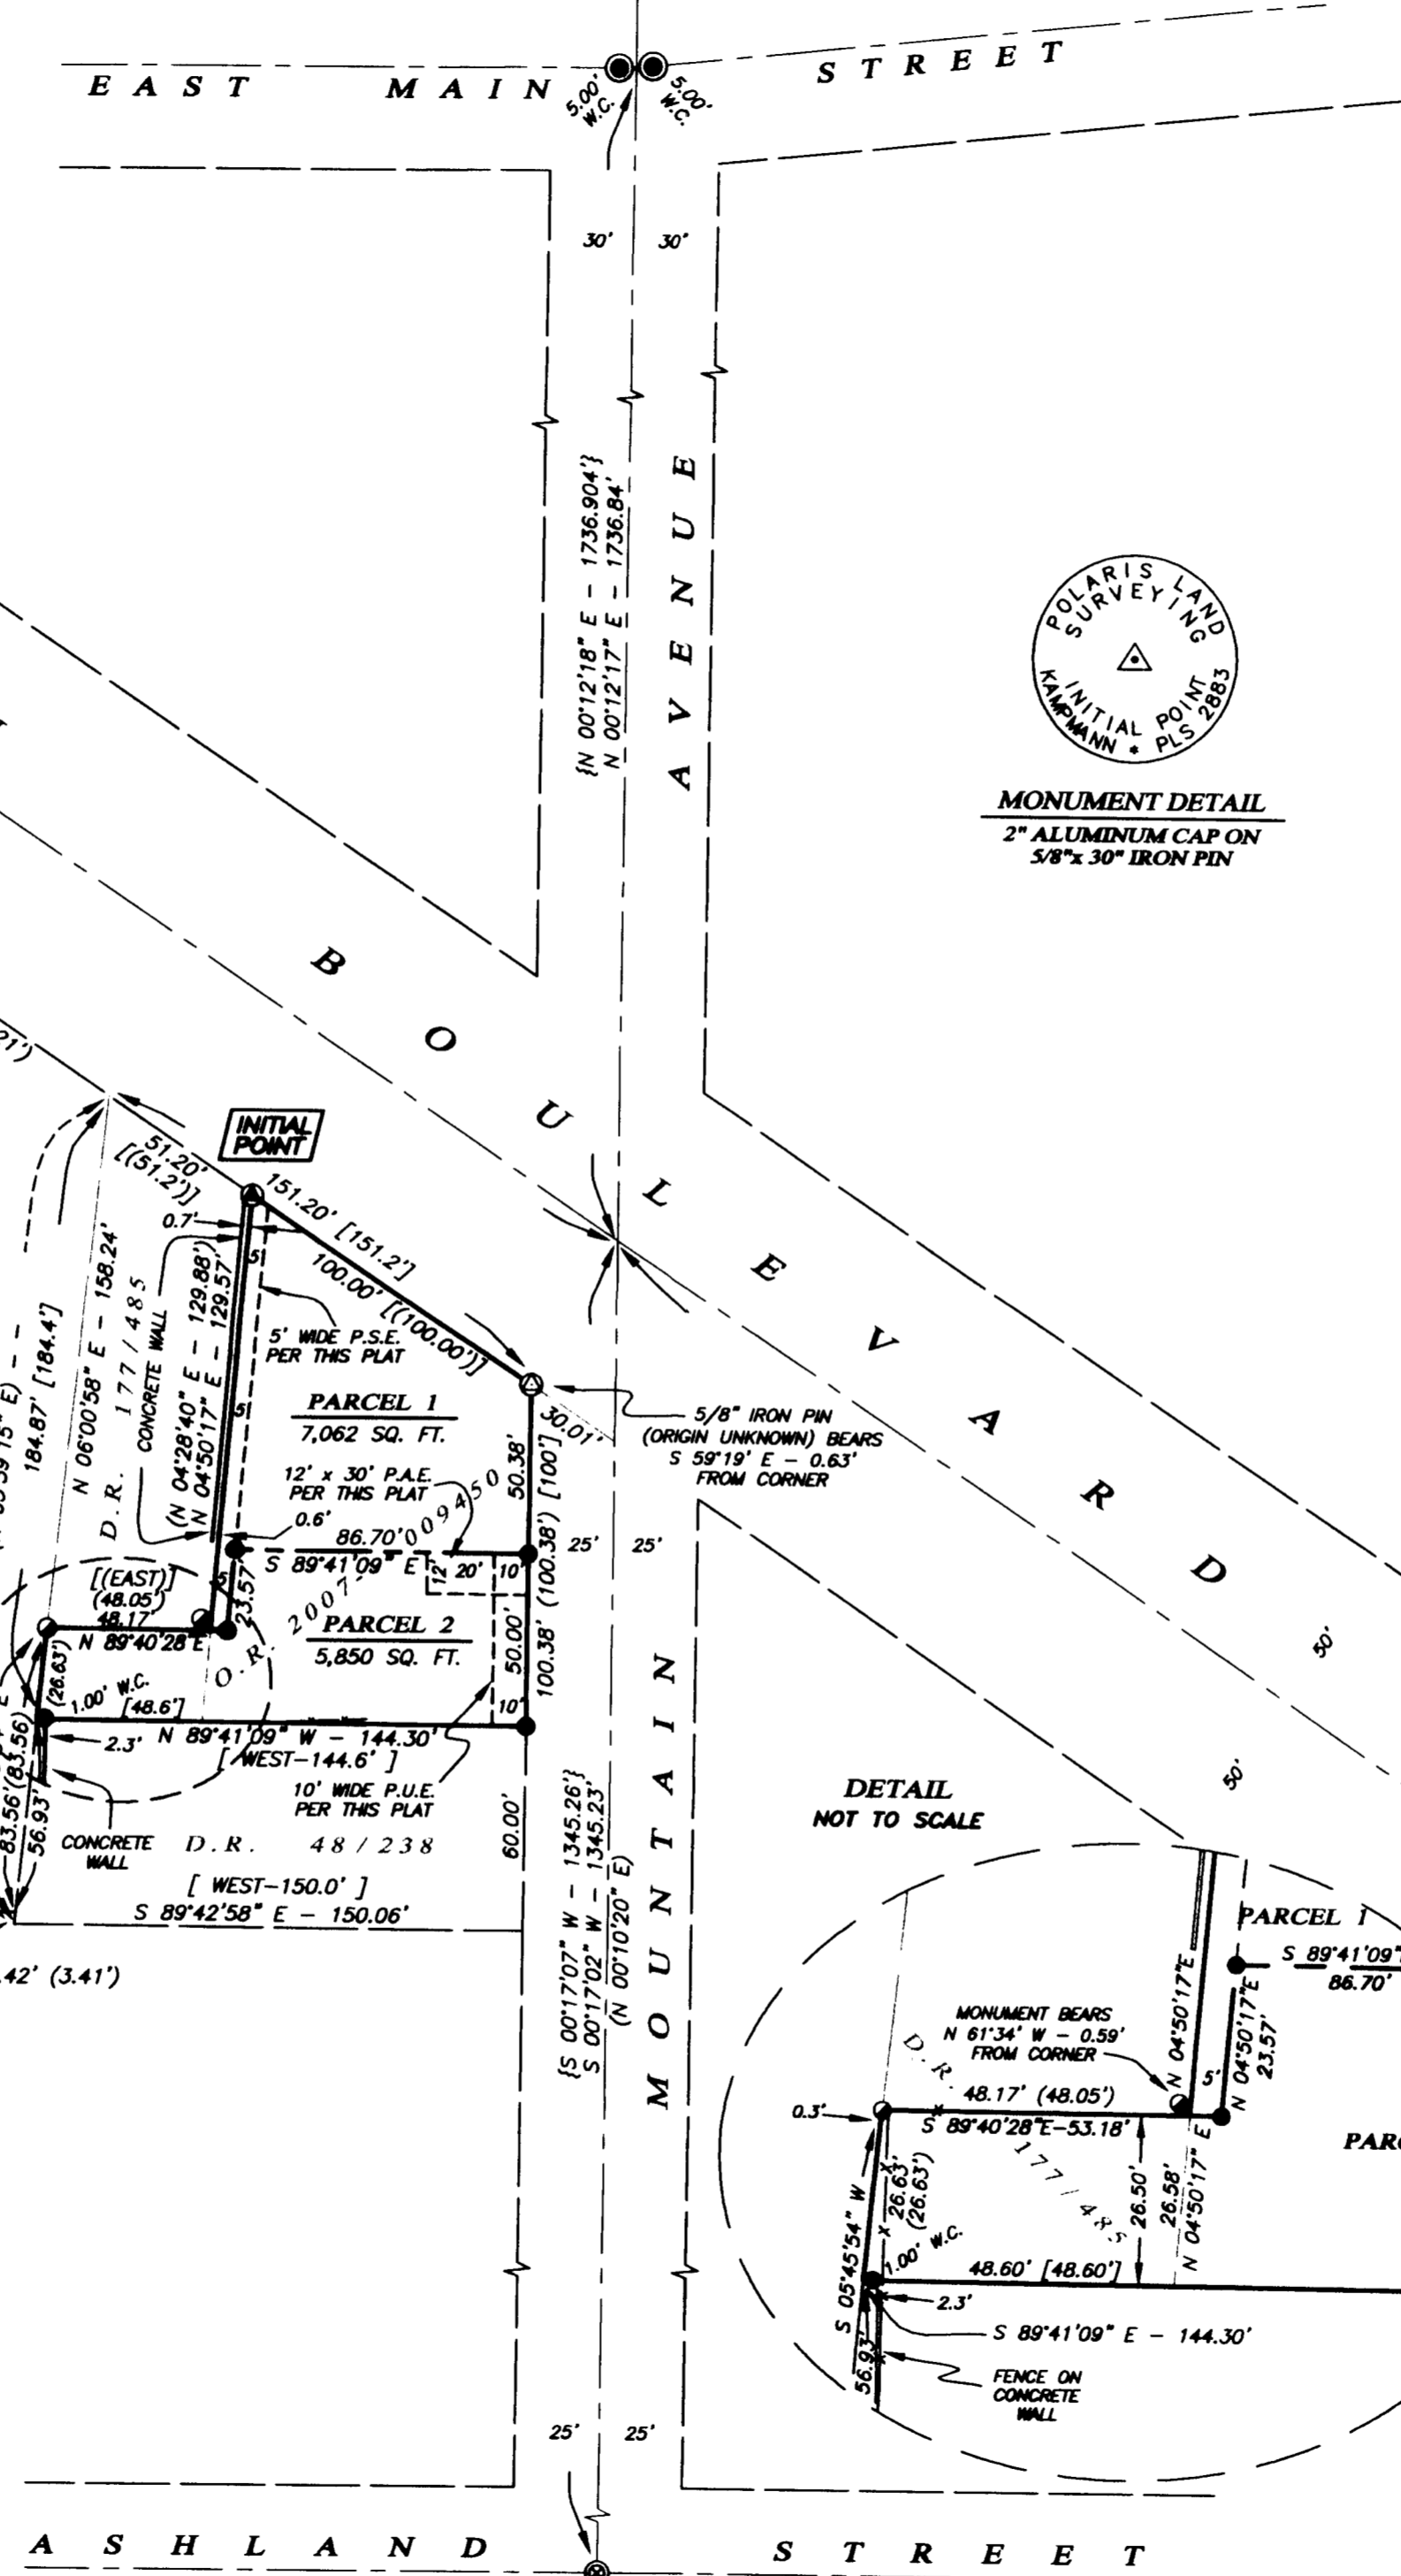 EAST MAIN STREET
5.00'
W.C.
5.00'
W.C.
30' 30'
{N 00°12'18" E - 1736.904'}
N 00°12'17" E - 1736.84'
AVENUE
POLARIS LAND
SURVEYING
INITIAL POINT
KAMPMANN * PLS 2883
MONUMENT DETAIL
2" ALUMINUM CAP ON
5/8"x 30" IRON PIN
BOULEVARD
21')
INITIAL
POINT
51.20'
[(51.2')]
151.20' [151.2']
100.00' [(100.00')]
0.7'
5'
184.87' [184.4']
N 06°00'58" E - 158.24'
D.R. 177/485
CONCRETE WALL
(N 04°28'40" E - 129.88')
N 04°50'17" E - 129.57'
5' WIDE P.S.E.
PER THIS PLAT
5'
PARCEL 1
7,062 SQ. FT.
30.01'
5/8" IRON PIN
(ORIGIN UNKNOWN) BEARS
S 59°19' E - 0.63'
FROM CORNER
12' x 30' P.A.E.
PER THIS PLAT
50.38'
0.6'
86.70'
S 89°41'09" E
12'
20'
10'
25' 25'
100.38' (100.38') [100']
O.R. 2007-009450
[(EAST)]
(48.05')
48.17'
N 89°40'28 E
5'
23.57'
PARCEL 2
5,850 SQ. FT.
50.00'
10'
(26.63')
1.00' W.C.
[48.6']
2.3'
N 89°41'09" W - 144.30'
[ WEST-144.6' ]
10' WIDE P.U.E.
PER THIS PLAT
83.56'(83.56)
56.93'
CONCRETE
WALL
D.R. 48/238
60.00'
[ WEST-150.0' ]
S 89°42'58" E - 150.06'
.42' (3.41')
{S 00°17'07" W - 1345.26'}
S 00°17'02" W - 1345.23'
(N 00°10'20" E)
MOUNTAIN
50'
50'
DETAIL
NOT TO SCALE
PARCEL 1
S 89°41'09"
86.70'
N 04°50'17"E
N 04°50'17"E
23.57'
5'
MONUMENT BEARS
N 61°34' W - 0.59'
FROM CORNER
D.R. 177/485
48.17' (48.05')
0.3'
S 89°40'28"E-53.18'
S 05°45'54" W
26.63'
(26.63')
26.50'
26.58'
N 04°50'17" E
1.00' W.C.
48.60' [48.60']
2.3'
S 89°41'09" E - 144.30'
56.93'
FENCE ON
CONCRETE
WALL
25' 25'
ASHLAND STREET